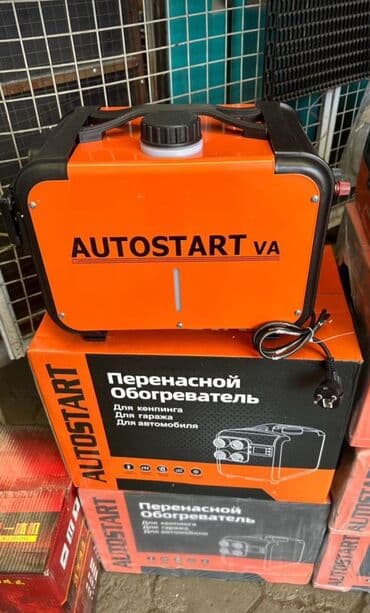 AUTOSTART VA
AUTOSTART
Перенасной
Обогреватель
Для кемпинга
Для гаража
Для автомобиля
AUTOSTART
Перенасной
Обогреватель
Для кемпинга
Для гаража
Для автомобиля
AUTOSTART